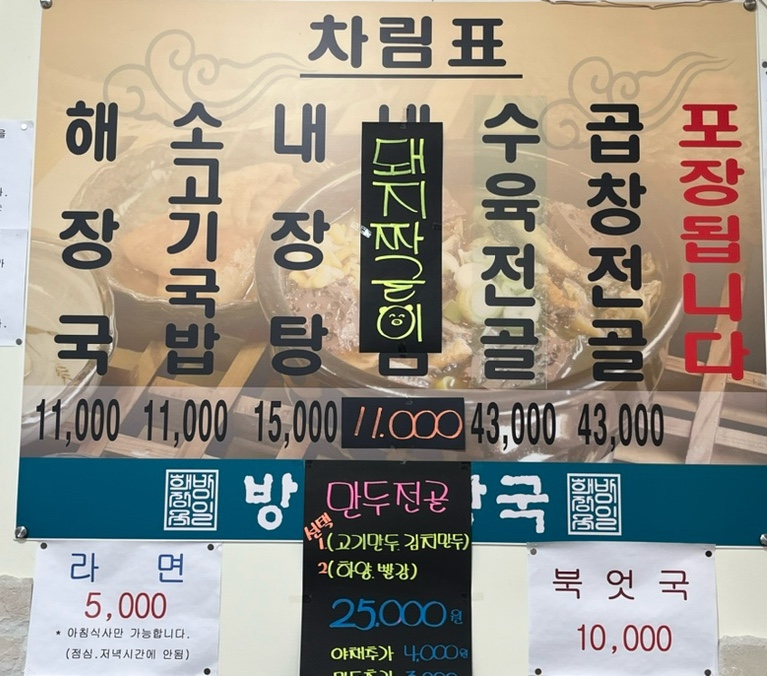 차림표
해장국
소고기국밥
내장탕
돼지짜글이
수육전골
곱창전골
포장됩니다
11,000
11,000
15,000
11.000
43,000
43,000
방
국
라 면
5,000
* 아침식사만 가능합니다.
(점심.저녁시간에 안됨)
만두전골
선택
1.(고기만두.김치만두)
2(하양.빨강)
25.000원
야채추가 4,000원
북 엇 국
10,000